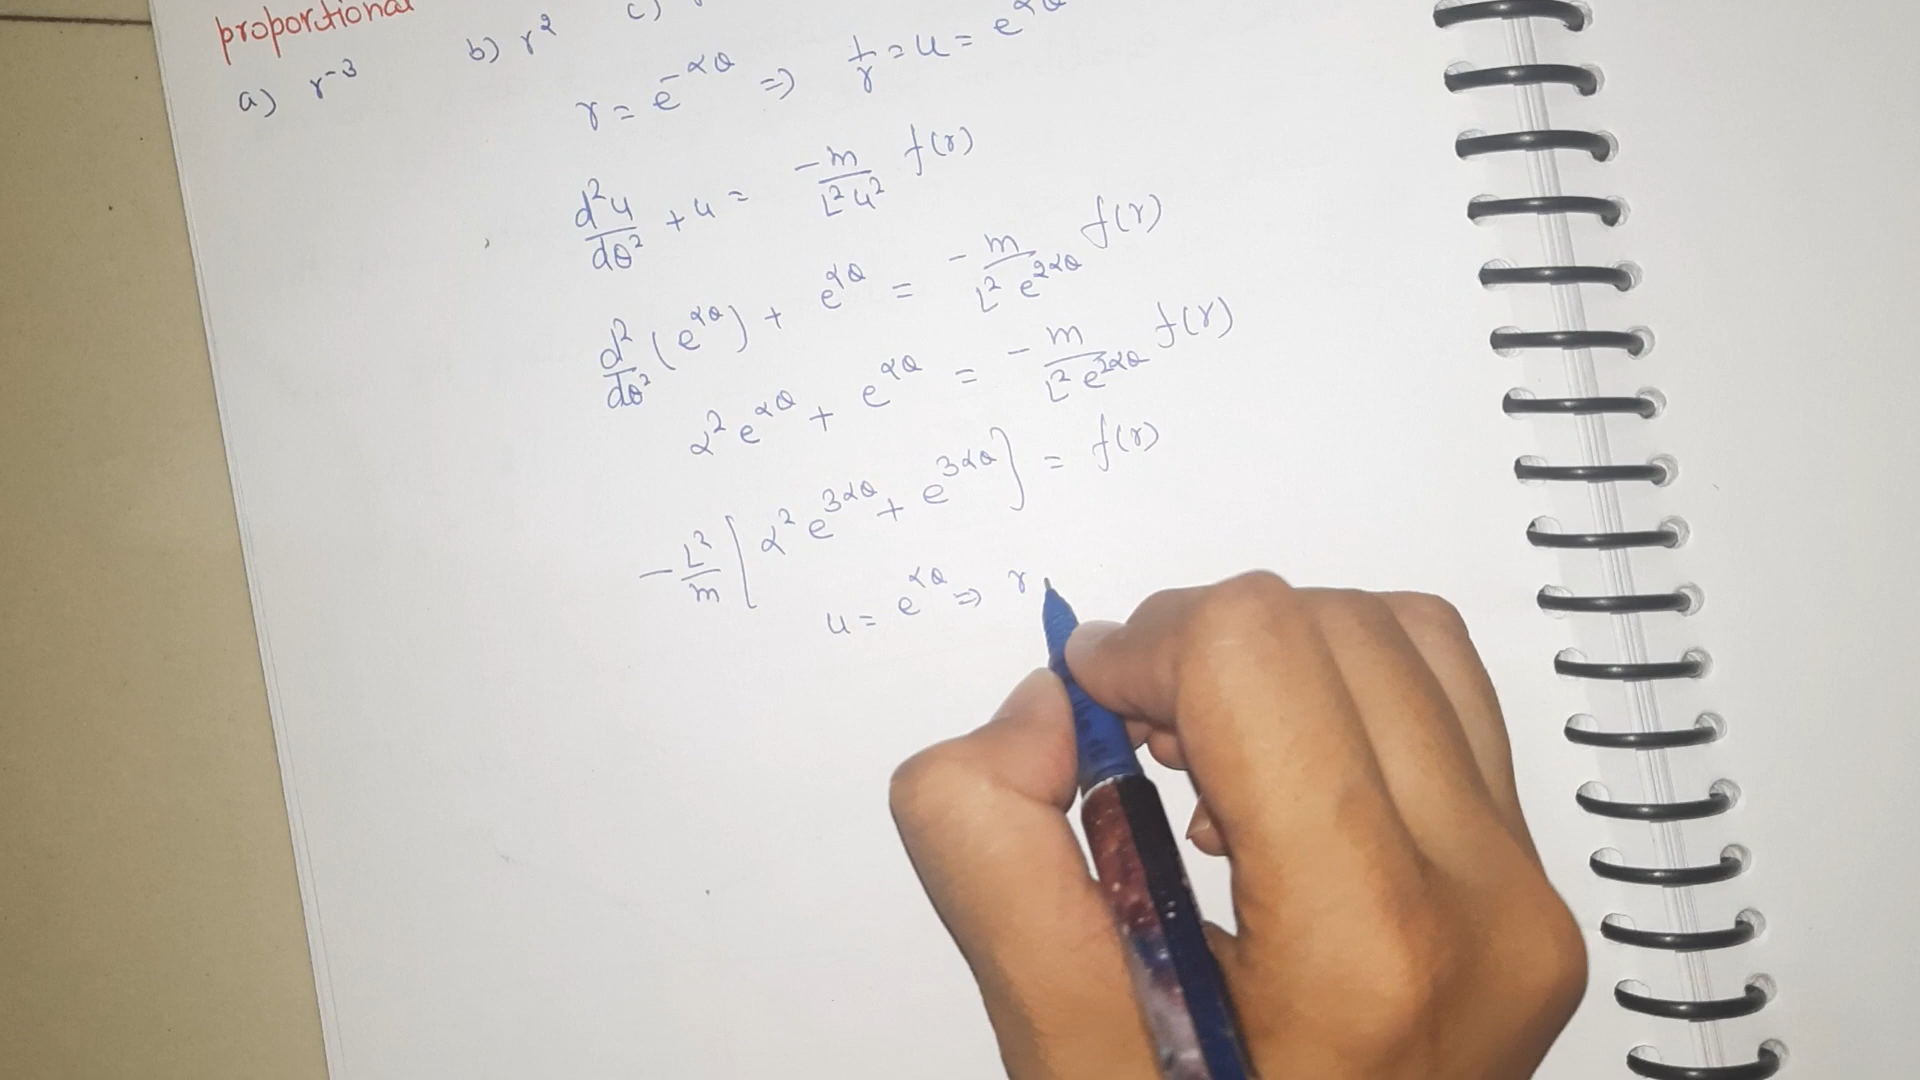 proportional
a) r⁻³ b) r² c)
r = e^-αθ ⇒ 1/r = u = e^αθ
d²u/dθ² + u = -m/L²u² f(r)
d²/dθ² (e^αθ) + e^αθ = -m/L² e^2αθ f(r)
α² e^αθ + e^αθ = -m/L² e^2αθ f(r)
-L²/m [α² e^3αθ + e^3αθ] = f(r)
u = e^αθ ⇒ r